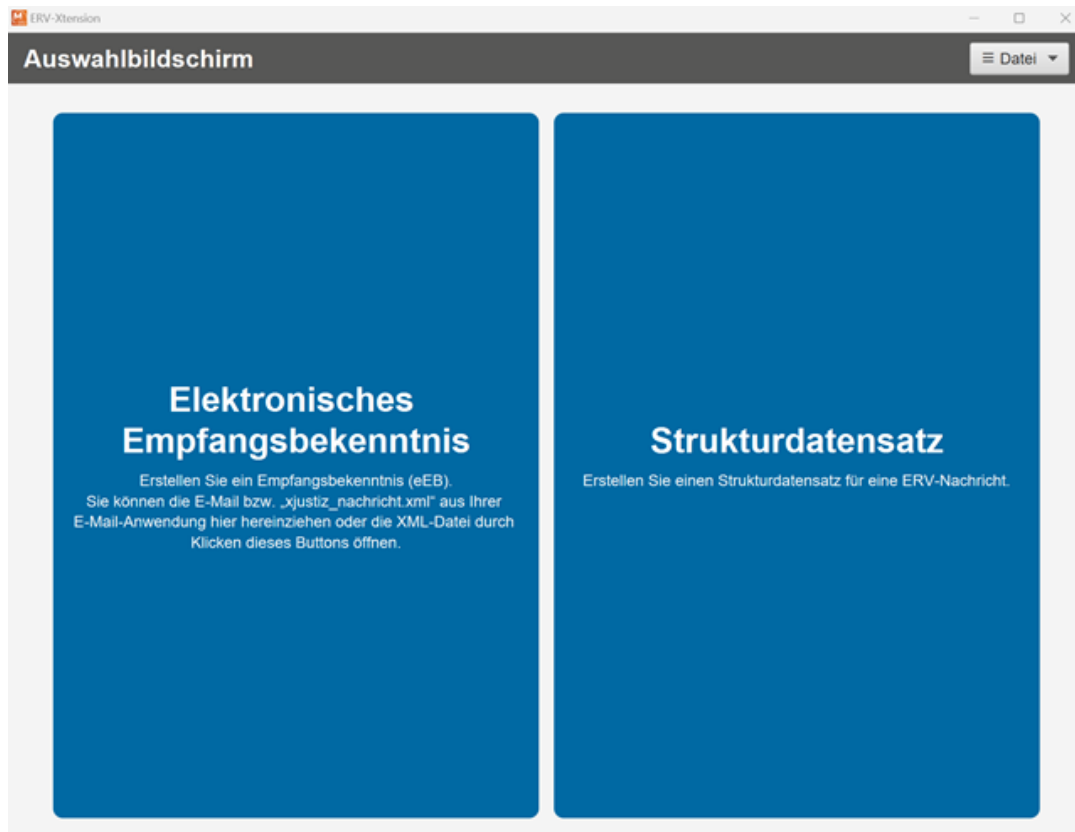 ERV-Xtension
Auswahlbildschirm
≡ Datei
Elektronisches
Empfangsbekenntnis
Erstellen Sie ein Empfangsbekenntnis (eEB).
Sie können die E-Mail bzw. „xjustiz_nachricht.xml" aus Ihrer
E-Mail-Anwendung hier hereinziehen oder die XML-Datei durch
Klicken dieses Buttons öffnen.
Strukturdatensatz
Erstellen Sie einen Strukturdatensatz für eine ERV-Nachricht.